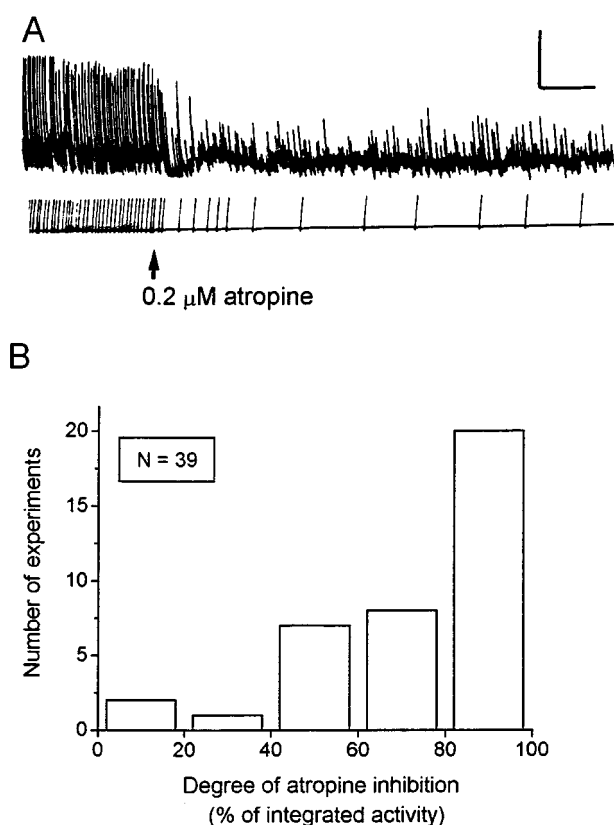 A
0.2 μM atropine
B
N = 39
Number of experiments
20
15
10
5
0
0 20 40 60 80 100
Degree of atropine inhibition
(% of integrated activity)